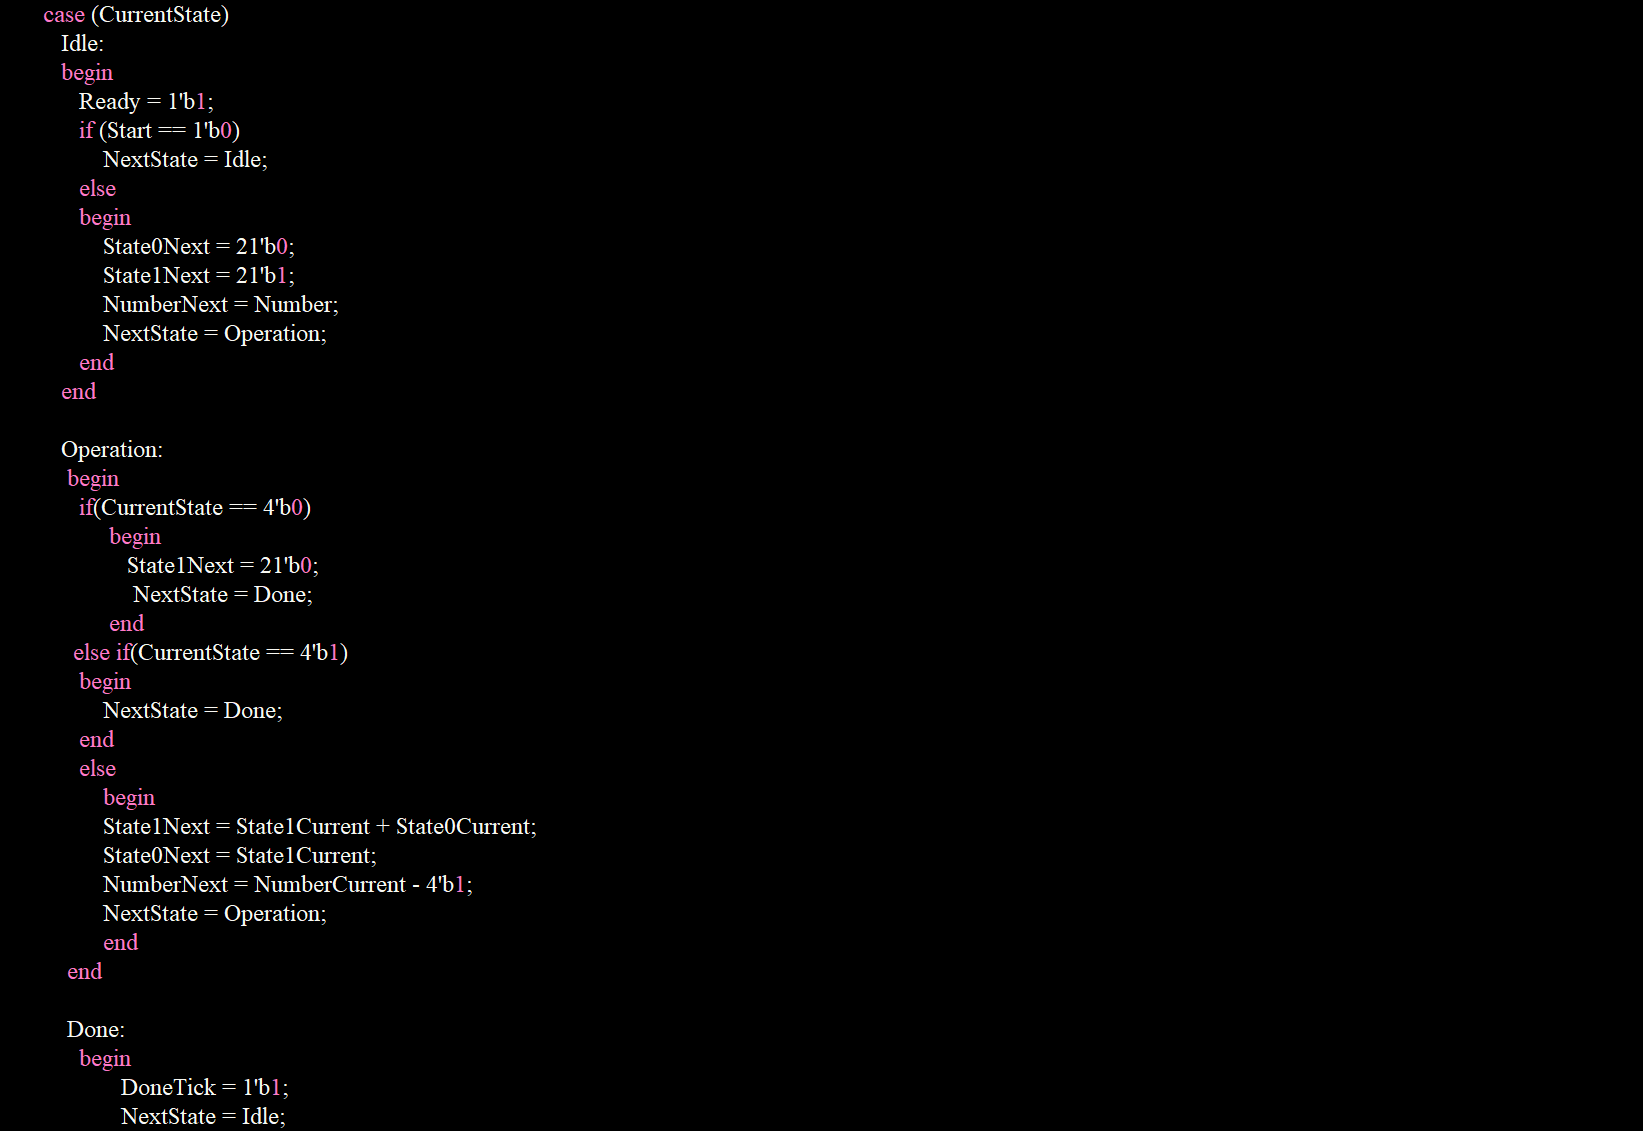 case (CurrentState)
Idle:
begin
Ready = 1'b1;
if (Start == 1'b0)
NextState = Idle;
else
begin
State0Next = 21'b0;
State1Next = 21'b1;
NumberNext = Number;
NextState = Operation;
end
end
Operation:
begin
if(CurrentState == 4'b0)
begin
State1Next = 21'b0;
NextState = Done;
end
else if(CurrentState == 4'b1)
begin
NextState = Done;
end
else
begin
State1Next = State1Current + State0Current;
State0Next = State1Current;
NumberNext = NumberCurrent - 4'b1;
NextState = Operation;
end
end
Done:
begin
DoneTick = 1'b1;
NextState = Idle;